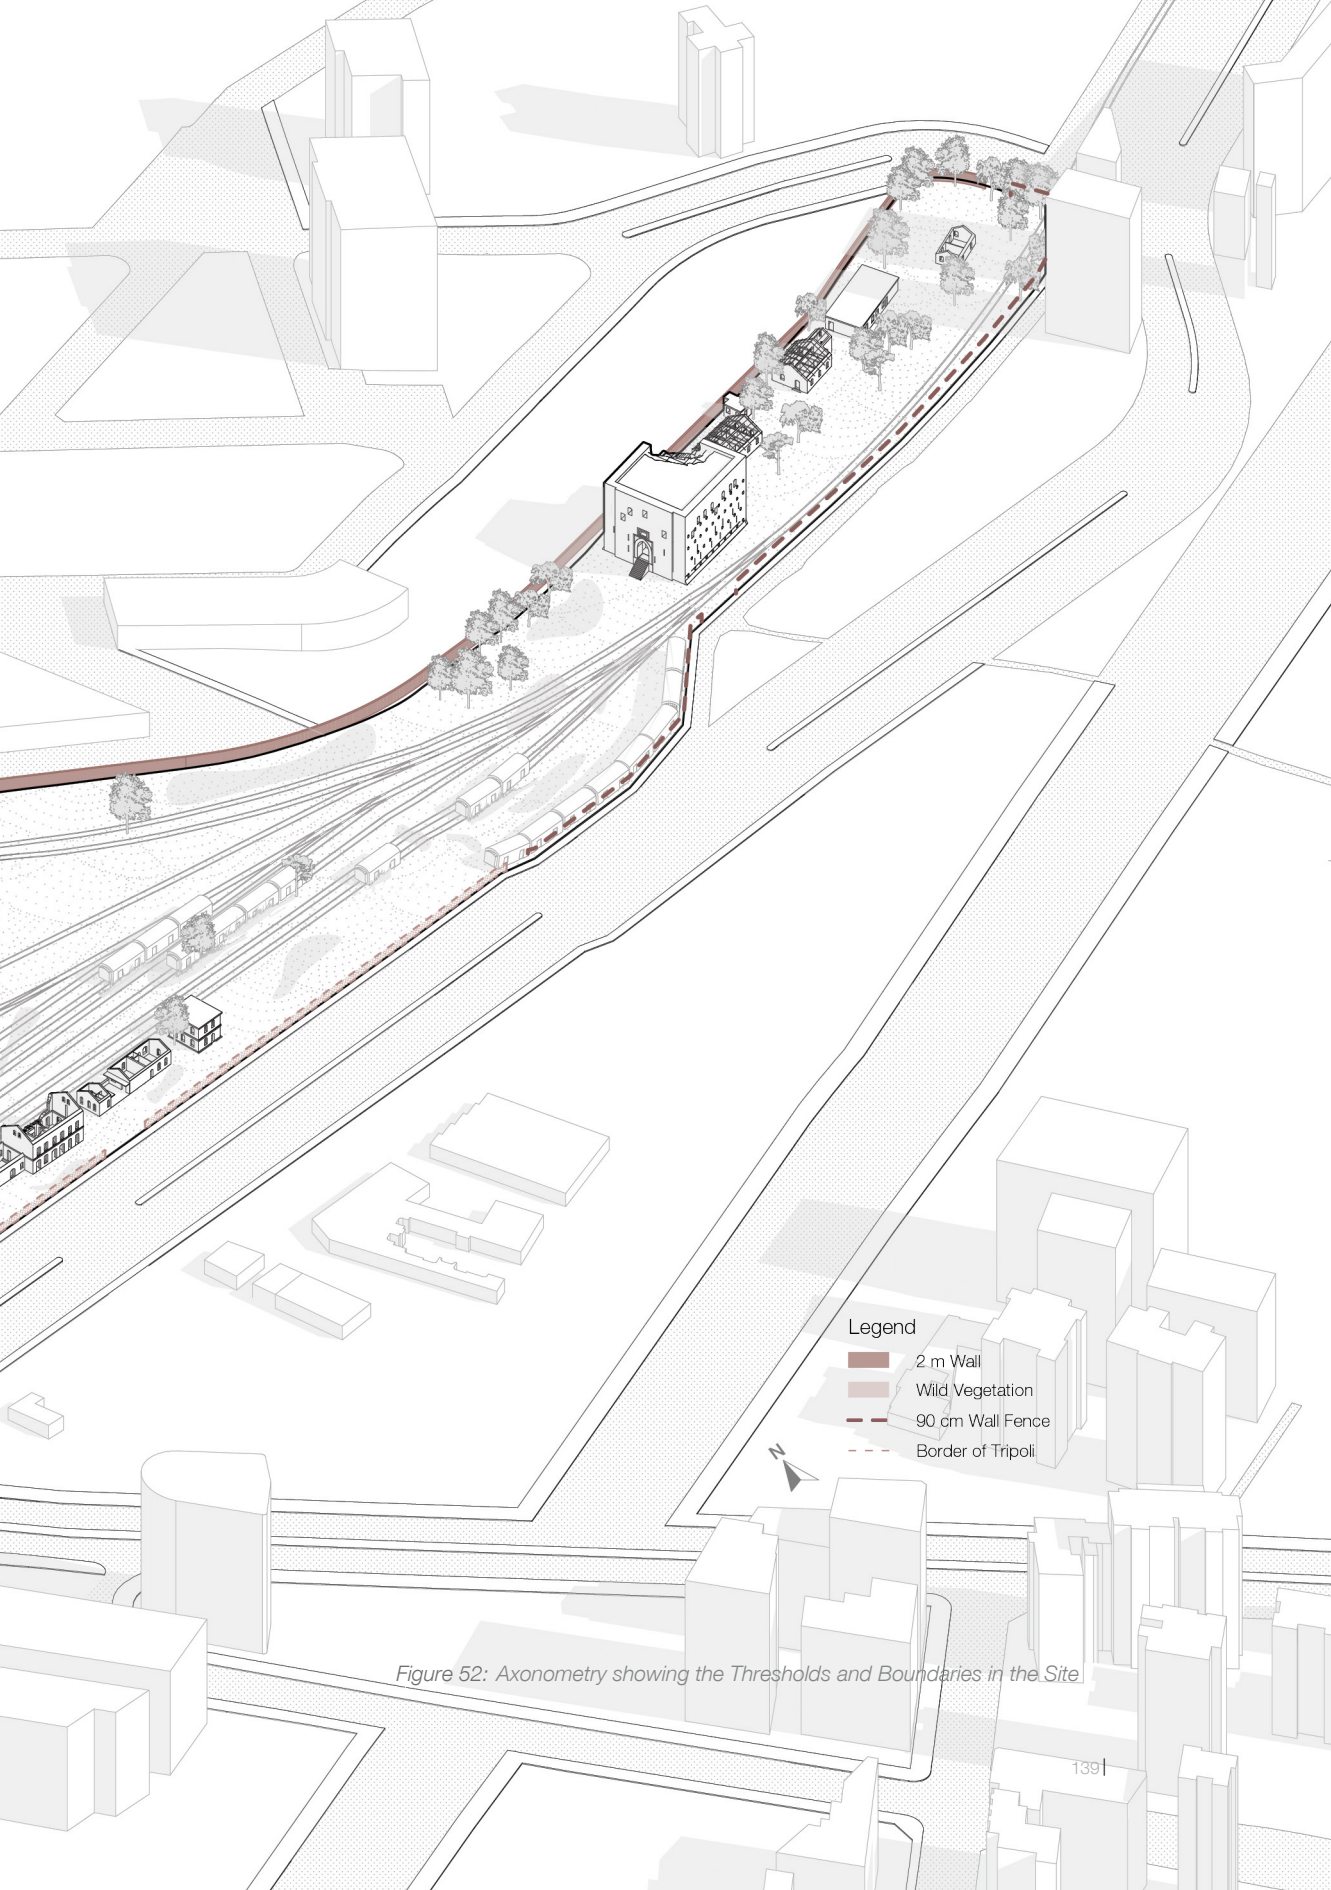 Legend
2 m Wall
Wild Vegetation
90 cm Wall Fence
Border of Tripoli
N
Figure 52: Axonometry showing the Thresholds and Boundaries in the Site
139